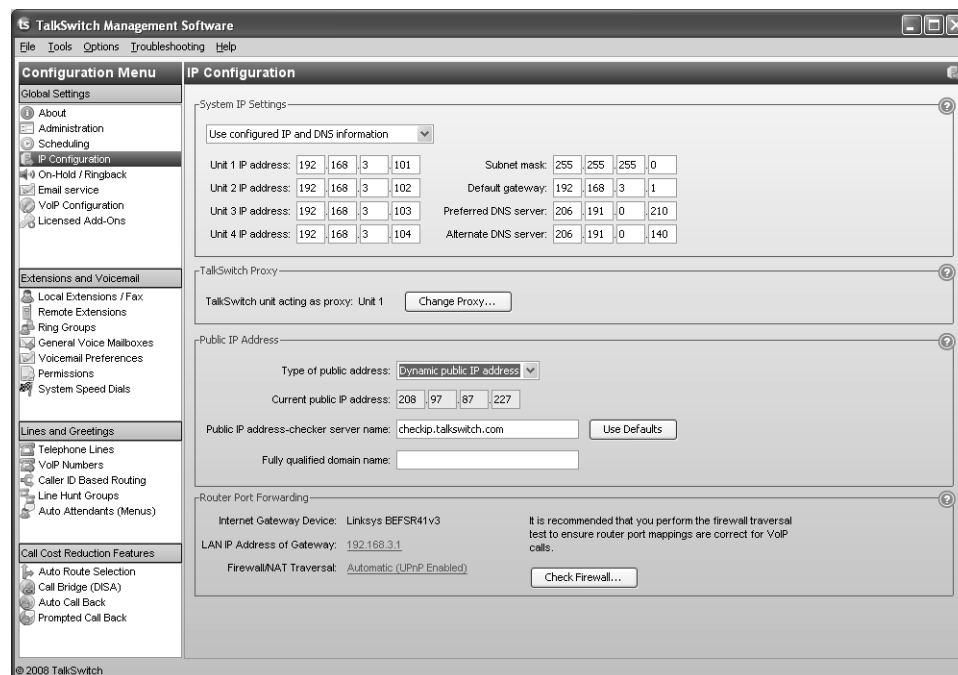 ts TalkSwitch Management Software
File Tools Options Troubleshooting Help
Configuration Menu
Global Settings
About
Administration
Scheduling
IP Configuration
On-Hold / Ringback
Email service
VoIP Configuration
Licensed Add-Ons
Extensions and Voicemail
Local Extensions / Fax
Remote Extensions
Ring Groups
General Voice Mailboxes
Voicemail Preferences
Permissions
System Speed Dials
Lines and Greetings
Telephone Lines
VoIP Numbers
Caller ID Based Routing
Line Hunt Groups
Auto Attendants (Menus)
Call Cost Reduction Features
Auto Route Selection
Call Bridge (DISA)
Auto Call Back
Prompted Call Back
IP Configuration
System IP Settings
Use configured IP and DNS information
Unit 1 IP address: 192 .168 .3 .101 Subnet mask: 255 .255 .255 .0
Unit 2 IP address: 192 .168 .3 .102 Default gateway: 192 .168 .3 .1
Unit 3 IP address: 192 .168 .3 .103 Preferred DNS server: 206 .191 .0 .210
Unit 4 IP address: 192 .168 .3 .104 Alternate DNS server: 206 .191 .0 .140
TalkSwitch Proxy
TalkSwitch unit acting as proxy: Unit 1 Change Proxy...
Public IP Address
Type of public address: Dynamic public IP address
Current public IP address: 208 .97 .87 .227
Public IP address-checker server name: checkip.talkswitch.com Use Defaults
Fully qualified domain name:
Router Port Forwarding
Internet Gateway Device: Linksys BEFSR41v3
LAN IP Address of Gateway: 192.168.3.1
Firewall/NAT Traversal: Automatic (UPnP Enabled)
It is recommended that you perform the firewall traversal
test to ensure router port mappings are correct for VoIP
calls.
Check Firewall...
© 2008 TalkSwitch